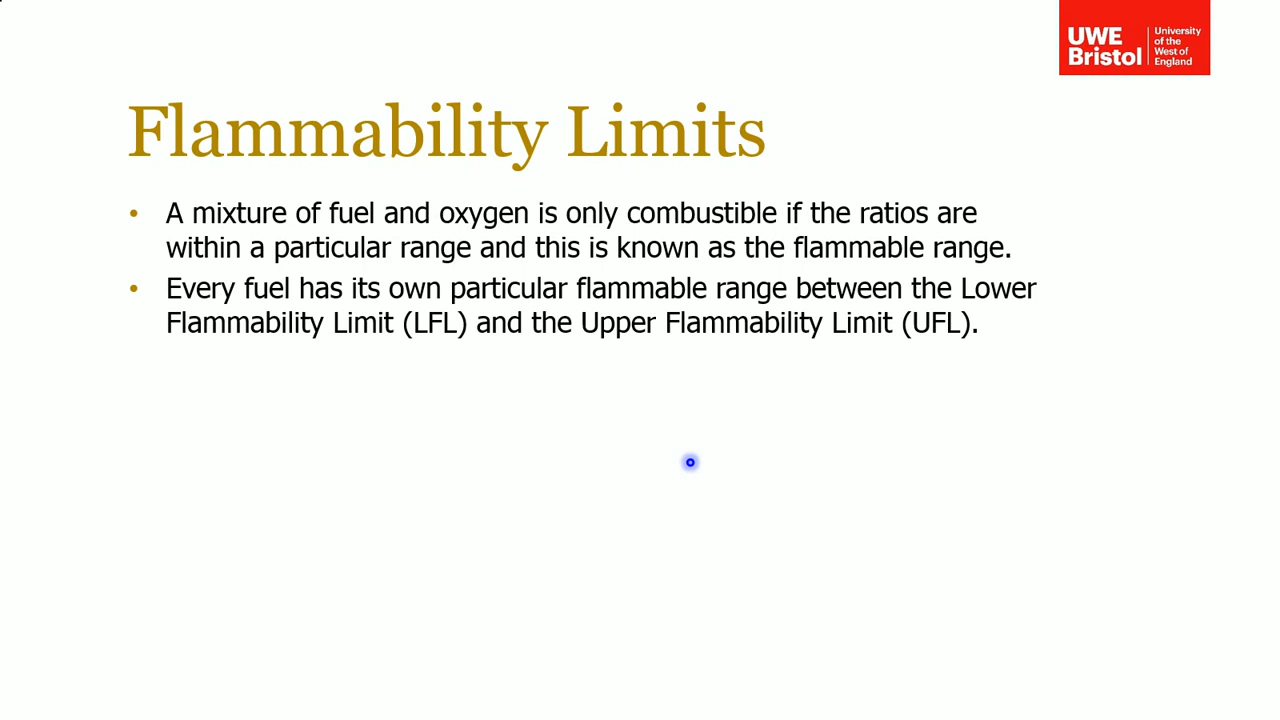 UWE
Bristol
University
of the
West of
England
Flammability Limits
• A mixture of fuel and oxygen is only combustible if the ratios are
within a particular range and this is known as the flammable range.
• Every fuel has its own particular flammable range between the Lower
Flammability Limit (LFL) and the Upper Flammability Limit (UFL).